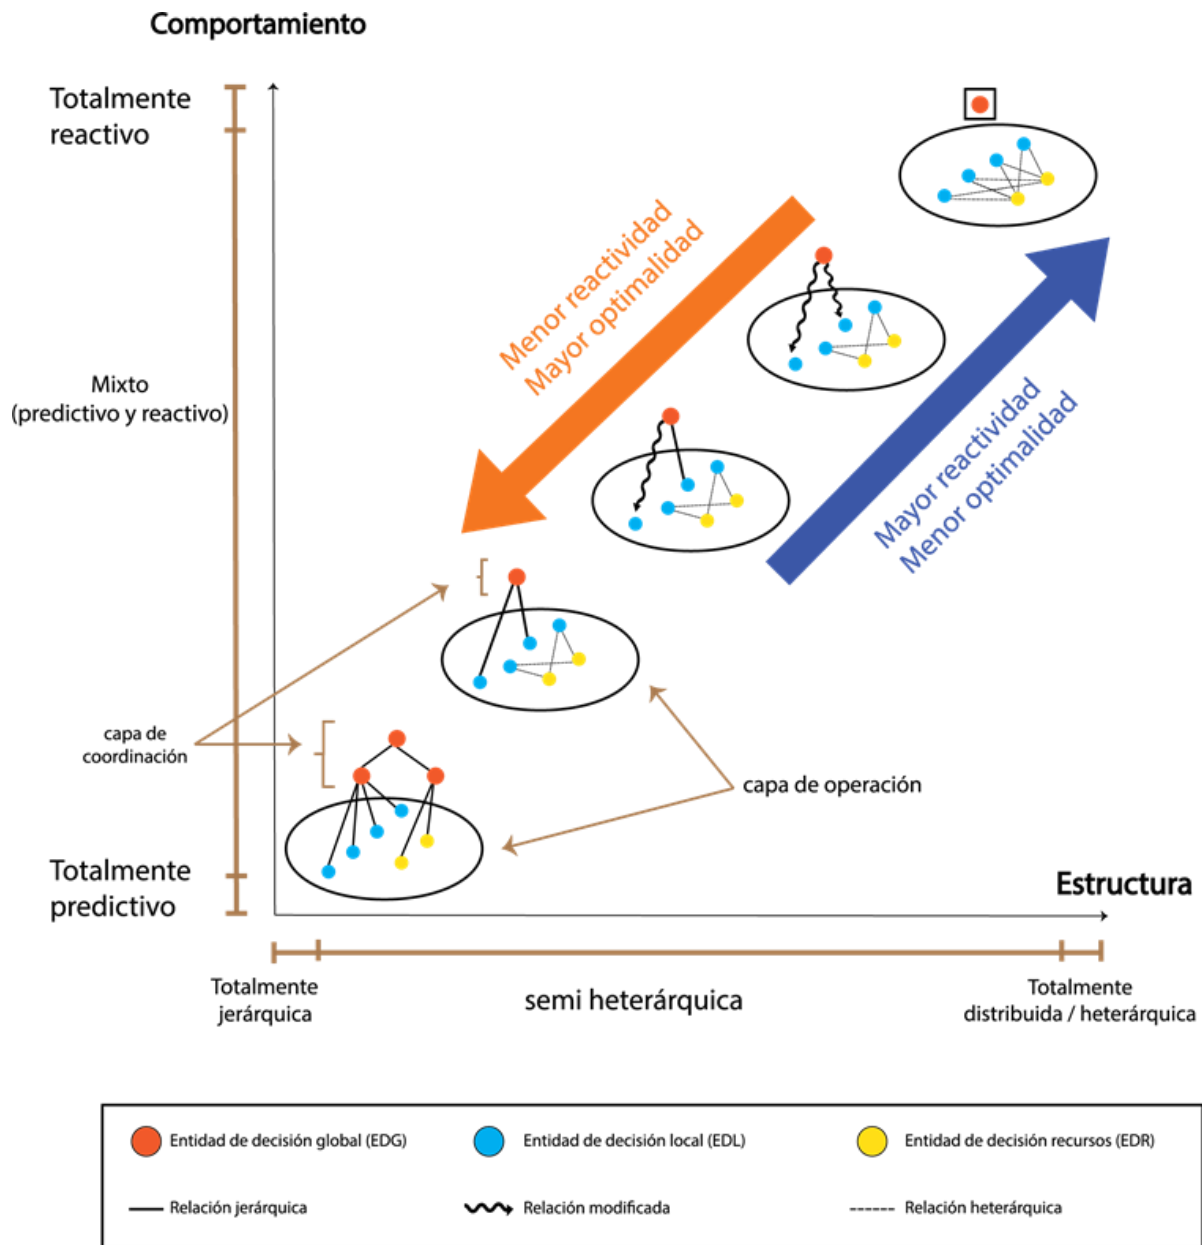 Comportamiento
Totalmente
reactivo
Menor reactividad
Mayor optimalidad
Mixto
(predictivo y reactivo)
Mayor reactividad
Menor optimalidad
capa de
coordinación
capa de operación
Totalmente
predictivo
Estructura
Totalmente
jerárquica
semi heterárquica
Totalmente
distribuida / heterárquica
Entidad de decisión global (EDG)
Entidad de decisión local (EDL)
Entidad de decisión recursos (EDR)
Relación jerárquica
Relación modificada
Relación heterárquica